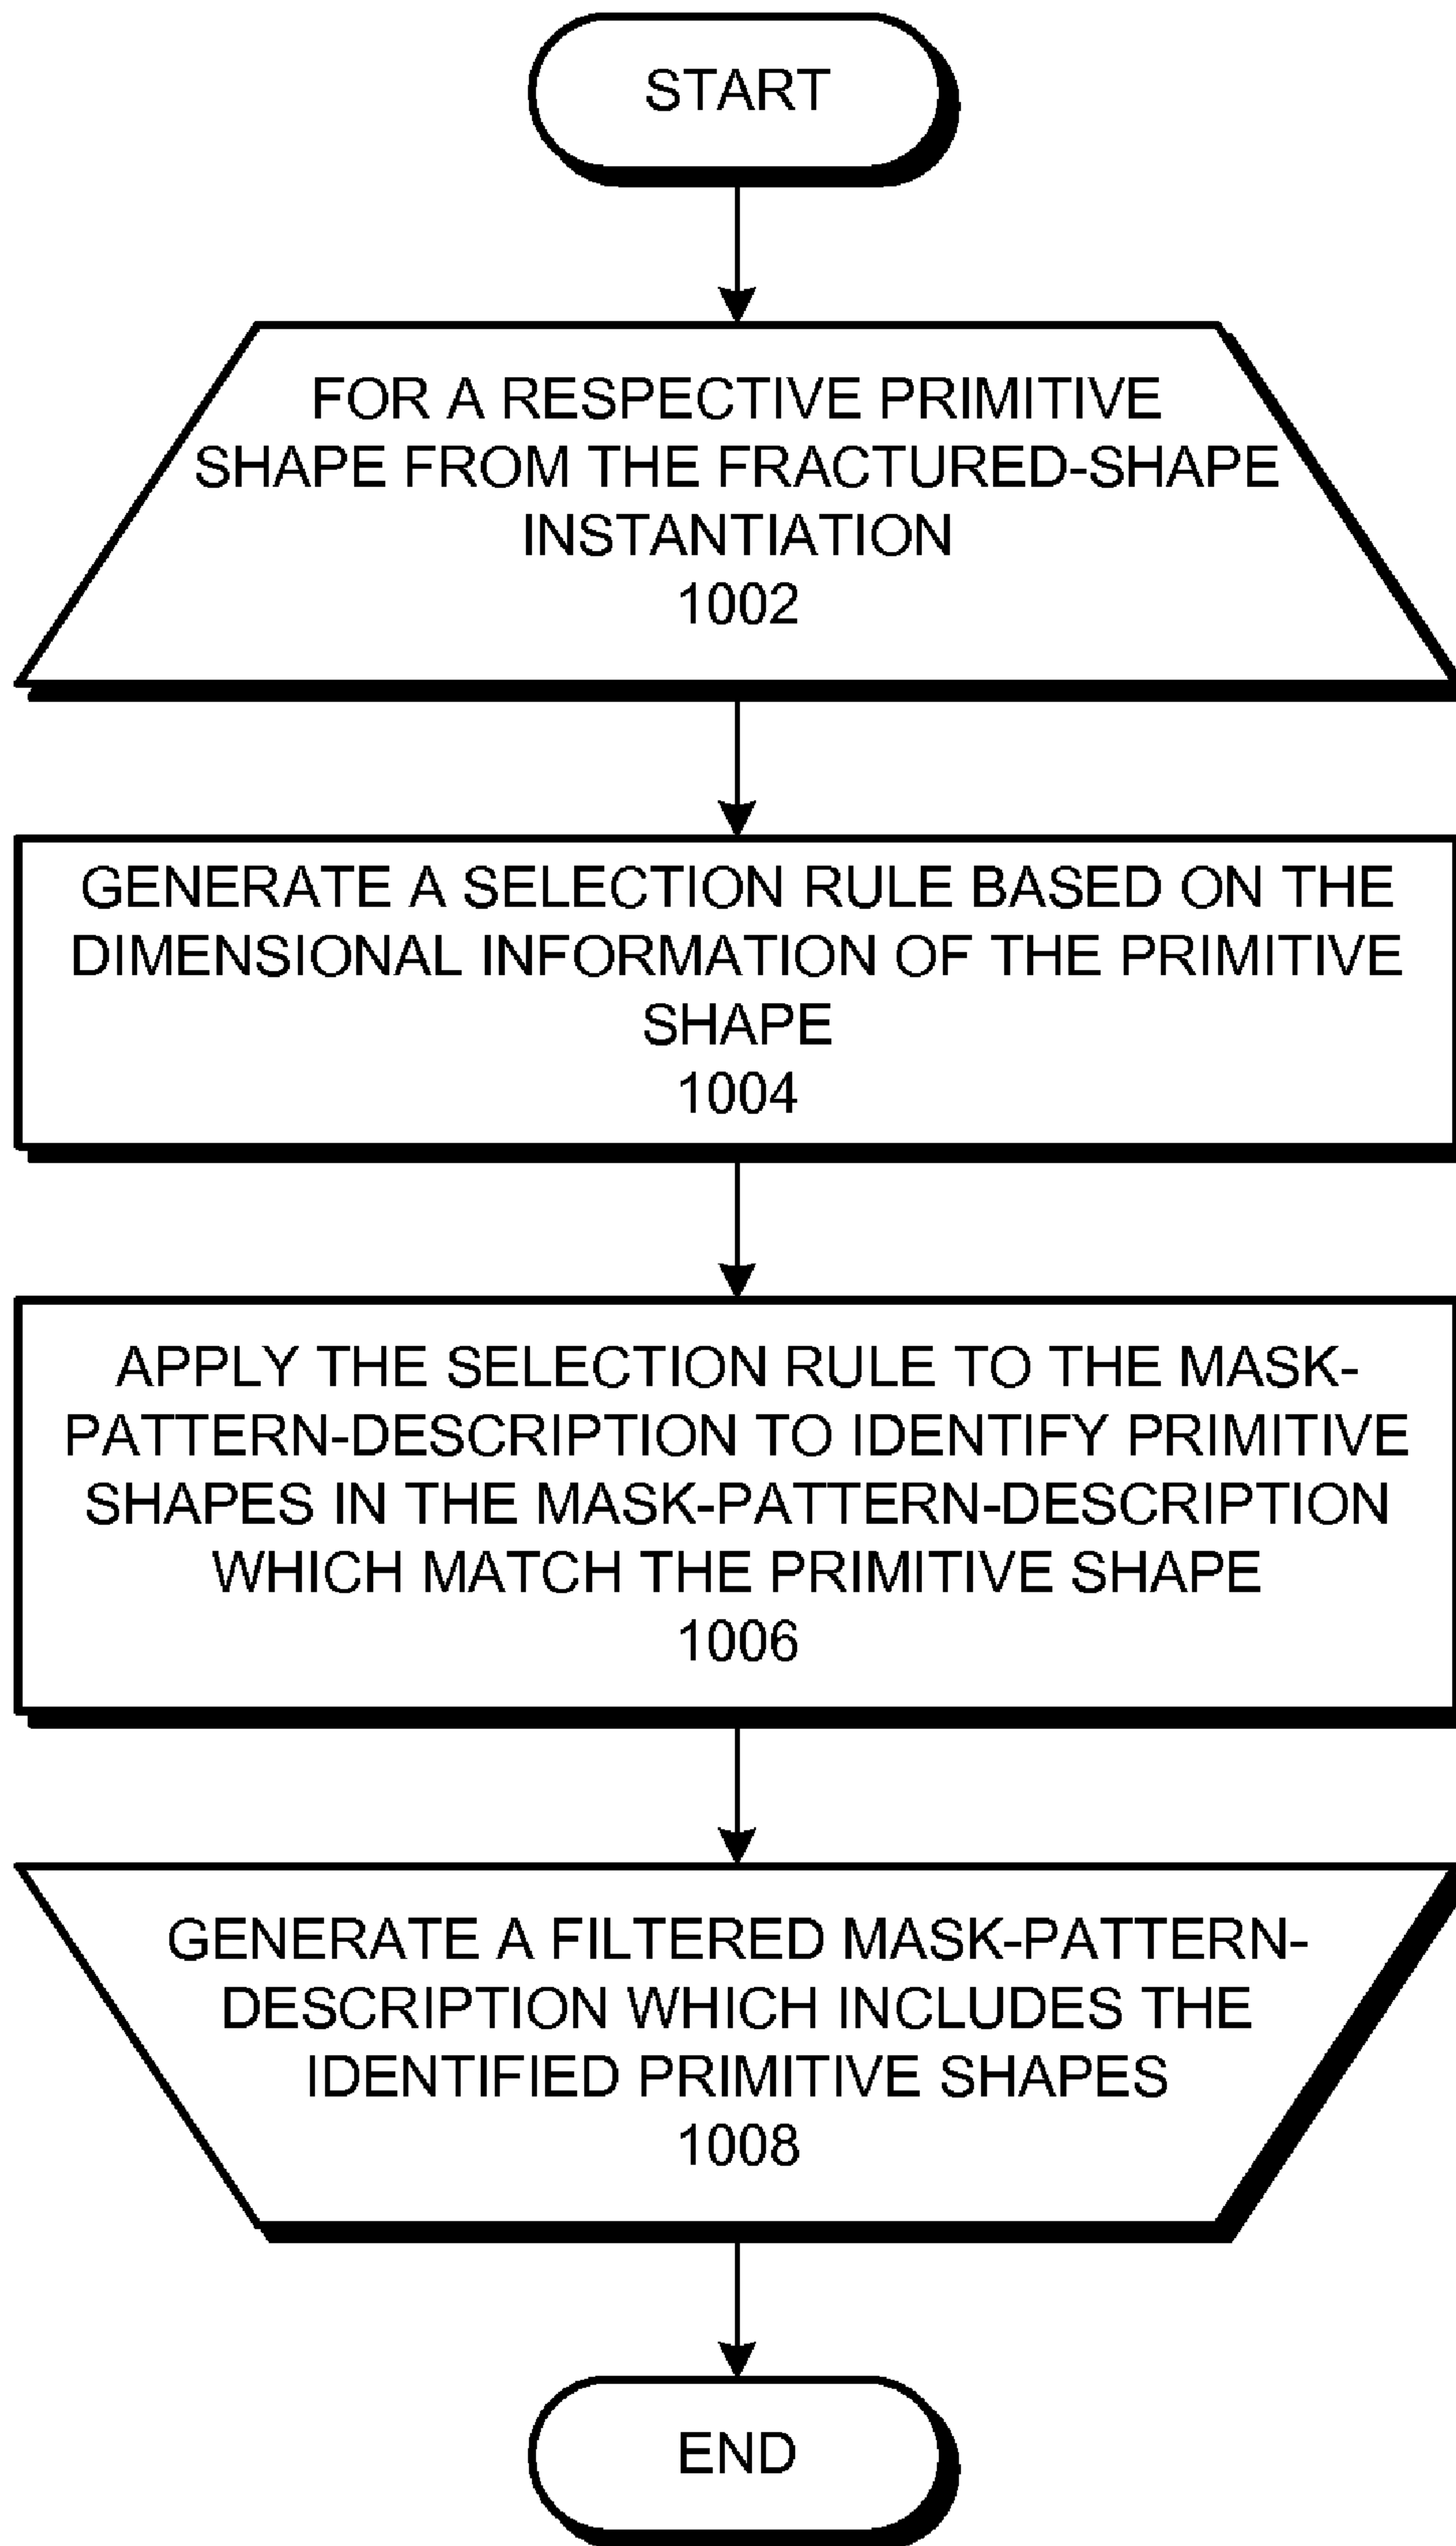 START
FOR A RESPECTIVE PRIMITIVE
SHAPE FROM THE FRACTURED-SHAPE
INSTANTIATION
1002
GENERATE A SELECTION RULE BASED ON THE
DIMENSIONAL INFORMATION OF THE PRIMITIVE
SHAPE
1004
APPLY THE SELECTION RULE TO THE MASK-
PATTERN-DESCRIPTION TO IDENTIFY PRIMITIVE
SHAPES IN THE MASK-PATTERN-DESCRIPTION
WHICH MATCH THE PRIMITIVE SHAPE
1006
GENERATE A FILTERED MASK-PATTERN-
DESCRIPTION WHICH INCLUDES THE
IDENTIFIED PRIMITIVE SHAPES
1008
END